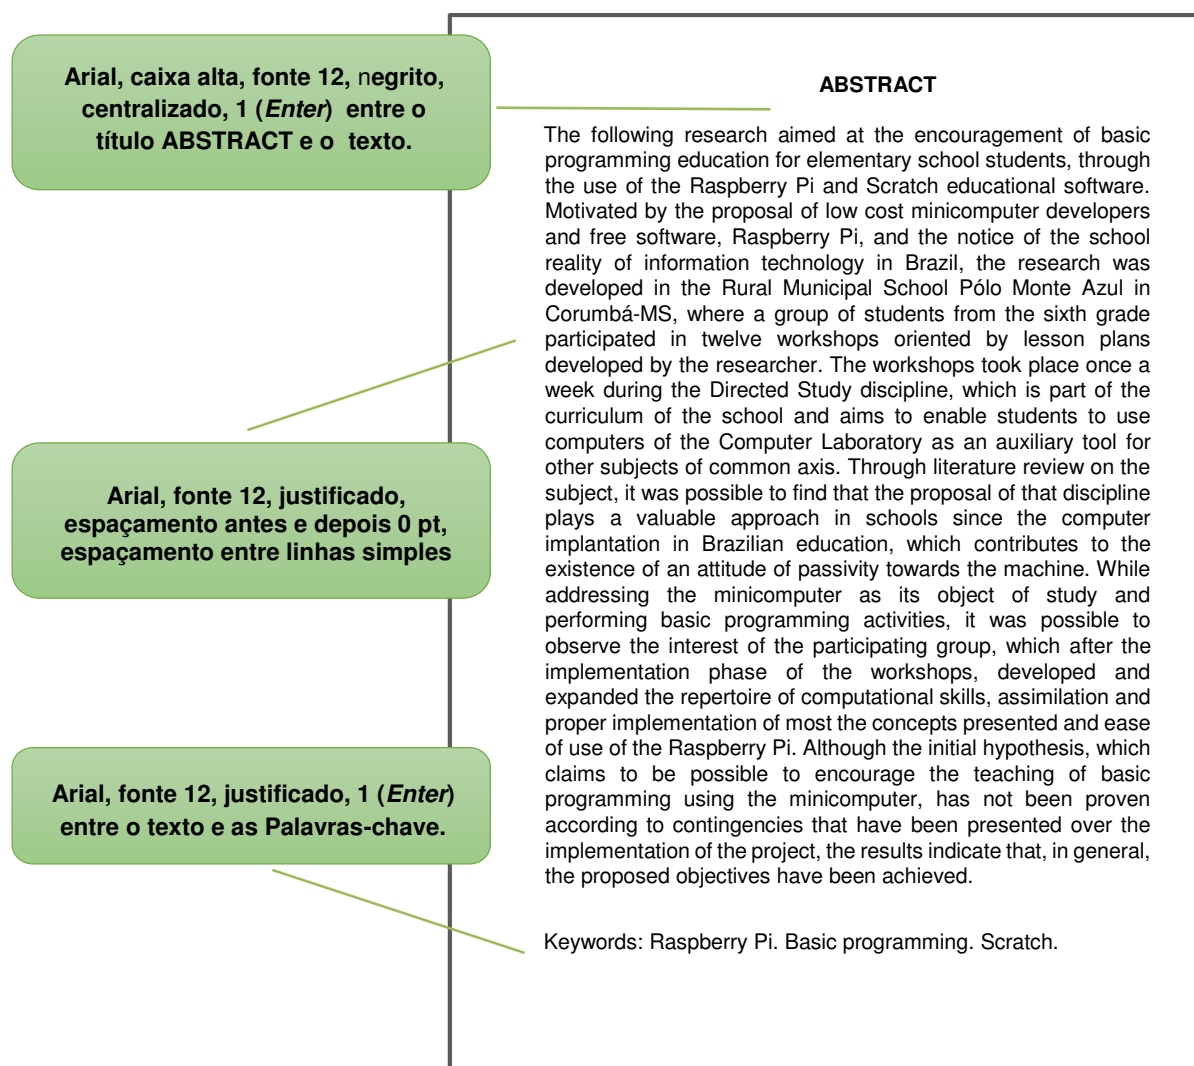 Arial, caixa alta, fonte 12, negrito,
centralizado, 1 (Enter) entre o
título ABSTRACT e o texto.
ABSTRACT
The following research aimed at the encouragement of basic
programming education for elementary school students, through
the use of the Raspberry Pi and Scratch educational software.
Motivated by the proposal of low cost minicomputer developers
and free software, Raspberry Pi, and the notice of the school
reality of information technology in Brazil, the research was
developed in the Rural Municipal School Pólo Monte Azul in
Corumbá-MS, where a group of students from the sixth grade
participated in twelve workshops oriented by lesson plans
developed by the researcher. The workshops took place once a
week during the Directed Study discipline, which is part of the
curriculum of the school and aims to enable students to use
computers of the Computer Laboratory as an auxiliary tool for
other subjects of common axis. Through literature review on the
subject, it was possible to find that the proposal of that discipline
plays a valuable approach in schools since the computer
implantation in Brazilian education, which contributes to the
existence of an attitude of passivity towards the machine. While
addressing the minicomputer as its object of study and
performing basic programming activities, it was possible to
observe the interest of the participating group, which after the
implementation phase of the workshops, developed and
expanded the repertoire of computational skills, assimilation and
proper implementation of most the concepts presented and ease
of use of the Raspberry Pi. Although the initial hypothesis, which
claims to be possible to encourage the teaching of basic
programming using the minicomputer, has not been proven
according to contingencies that have been presented over the
implementation of the project, the results indicate that, in general,
the proposed objectives have been achieved.
Arial, fonte 12, justificado,
espaçamento antes e depois 0 pt,
espaçamento entre linhas simples
Arial, fonte 12, justificado, 1 (Enter)
entre o texto e as Palavras-chave.
Keywords: Raspberry Pi. Basic programming. Scratch.